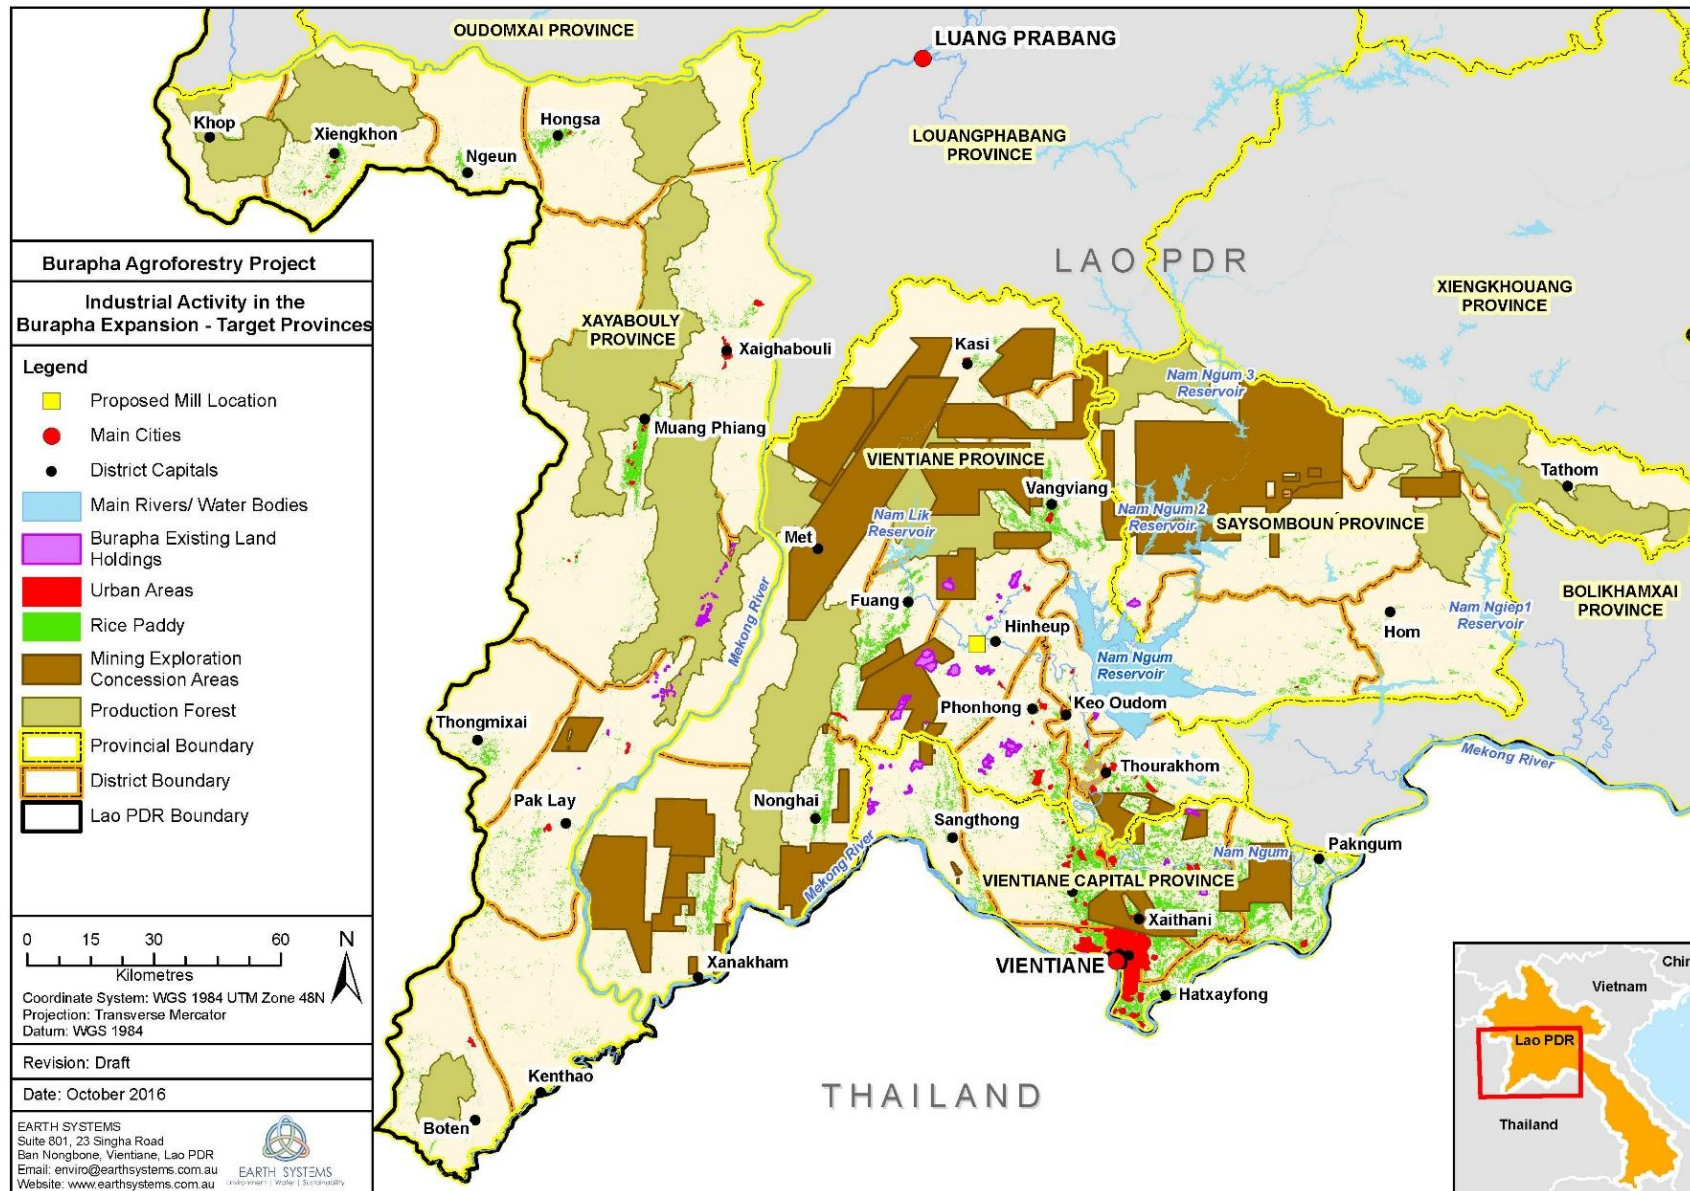 OUDOMXAI PROVINCE
LUANG PRABANG
Khop
Xiengkhon
Hongsa
Ngeun
LOUANGPHABANG
PROVINCE
LAO PDR
XIENGKHOUANG
PROVINCE
Burapha Agroforestry Project
Industrial Activity in the
Burapha Expansion - Target Provinces
Legend
Proposed Mill Location
Main Cities
District Capitals
Main Rivers/ Water Bodies
Burapha Existing Land
Holdings
Urban Areas
Rice Paddy
Mining Exploration
Concession Areas
Production Forest
Provincial Boundary
District Boundary
Lao PDR Boundary
0 15 30 60
Kilometres
N
Coordinate System: WGS 1984 UTM Zone 48N
Projection: Transverse Mercator
Datum: WGS 1984
Revision: Draft
Date: October 2016
EARTH SYSTEMS
Suite 801, 23 Singha Road
Ban Nongbone, Vientiane, Lao PDR
Email: enviro@earthsystems.com.au
Website: www.earthsystems.com.au
EARTH SYSTEMS
Environment | Water | Sustainability
XAYABOULY
PROVINCE
Xaighabouli
Kasi
Nam Ngum 3
Reservoir
Muang Phiang
VIENTIANE PROVINCE
Vangviang
Tathom
Nam Ngum 2
Reservoir
SAYSOMBOUN PROVINCE
Nam Lik
Reservoir
Met
Mekong River
Fuang
Hinheup
BOLIKHAMXAI
PROVINCE
Hom
Nam Ngiep1
Reservoir
Nam Ngum
Reservoir
Phonhong
Keo Oudom
Thongmixai
Mekong River
Thourakhom
Pak Lay
Nonghai
Sangthong
Mekong River
Nam Ngum
Pakngum
VIENTIANE CAPITAL PROVINCE
Xaithani
VIENTIANE
Xanakham
Hatxayfong
Kenthao
Boten
THAILAND
Chin
Vietnam
Lao PDR
Thailand